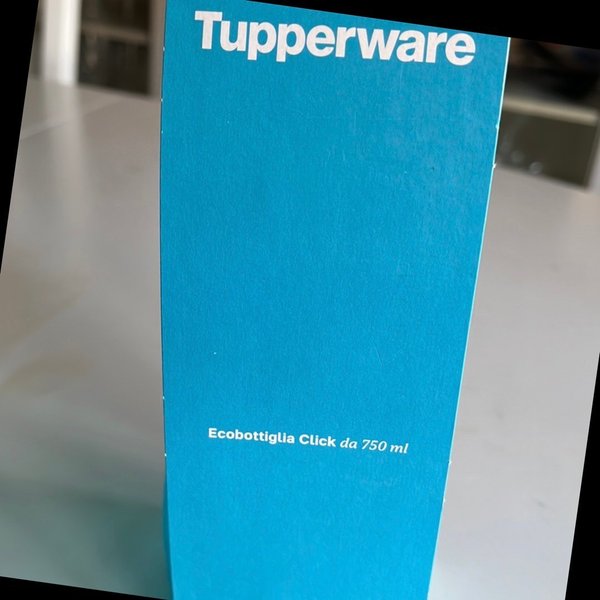 Tupperware
Ecobottiglia Click da 750 ml